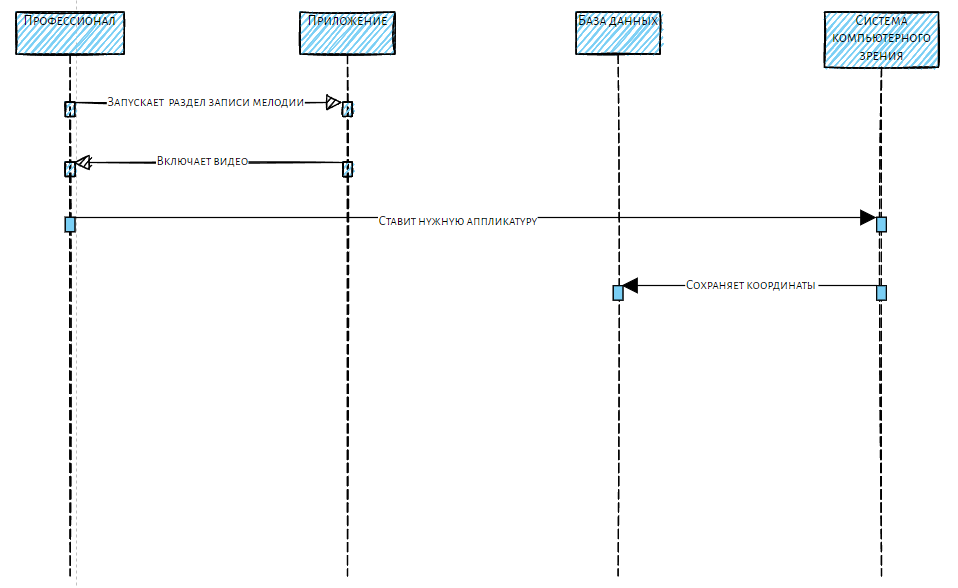 Профессионал
Приложение
База данных
Система
компьютерного
зрения
Запускает раздел записи мелодии
Включает видео
Ставит нужную аппликатуру
Сохраняет координаты